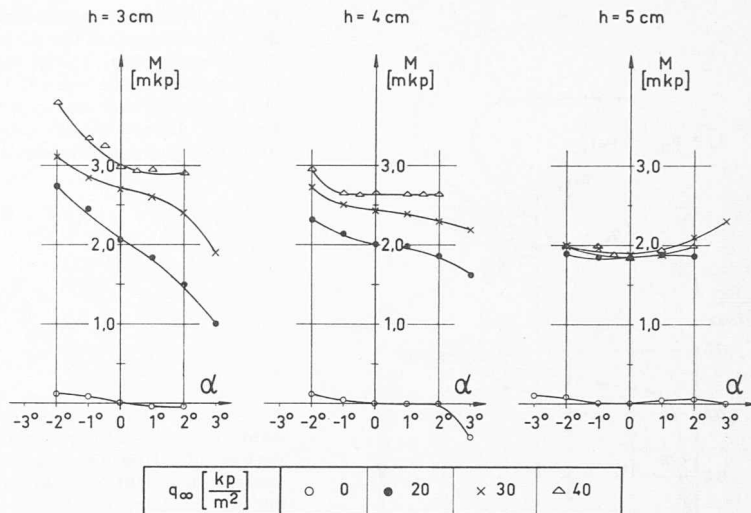 h = 3 cm
h = 4 cm
h = 5 cm
M
[mkp]
3,0
2,0
1,0
α
-3° -2° -1° 0 1° 2° 3°
M
[mkp]
3,0
2,0
1,0
α
-3° -2° -1° 0 1° 2° 3°
M
[mkp]
3,0
2,0
1,0
α
-3° -2° -1° 0 1° 2° 3°
q∞ [kp/m²] ○ 0 ● 20 × 30 △ 40